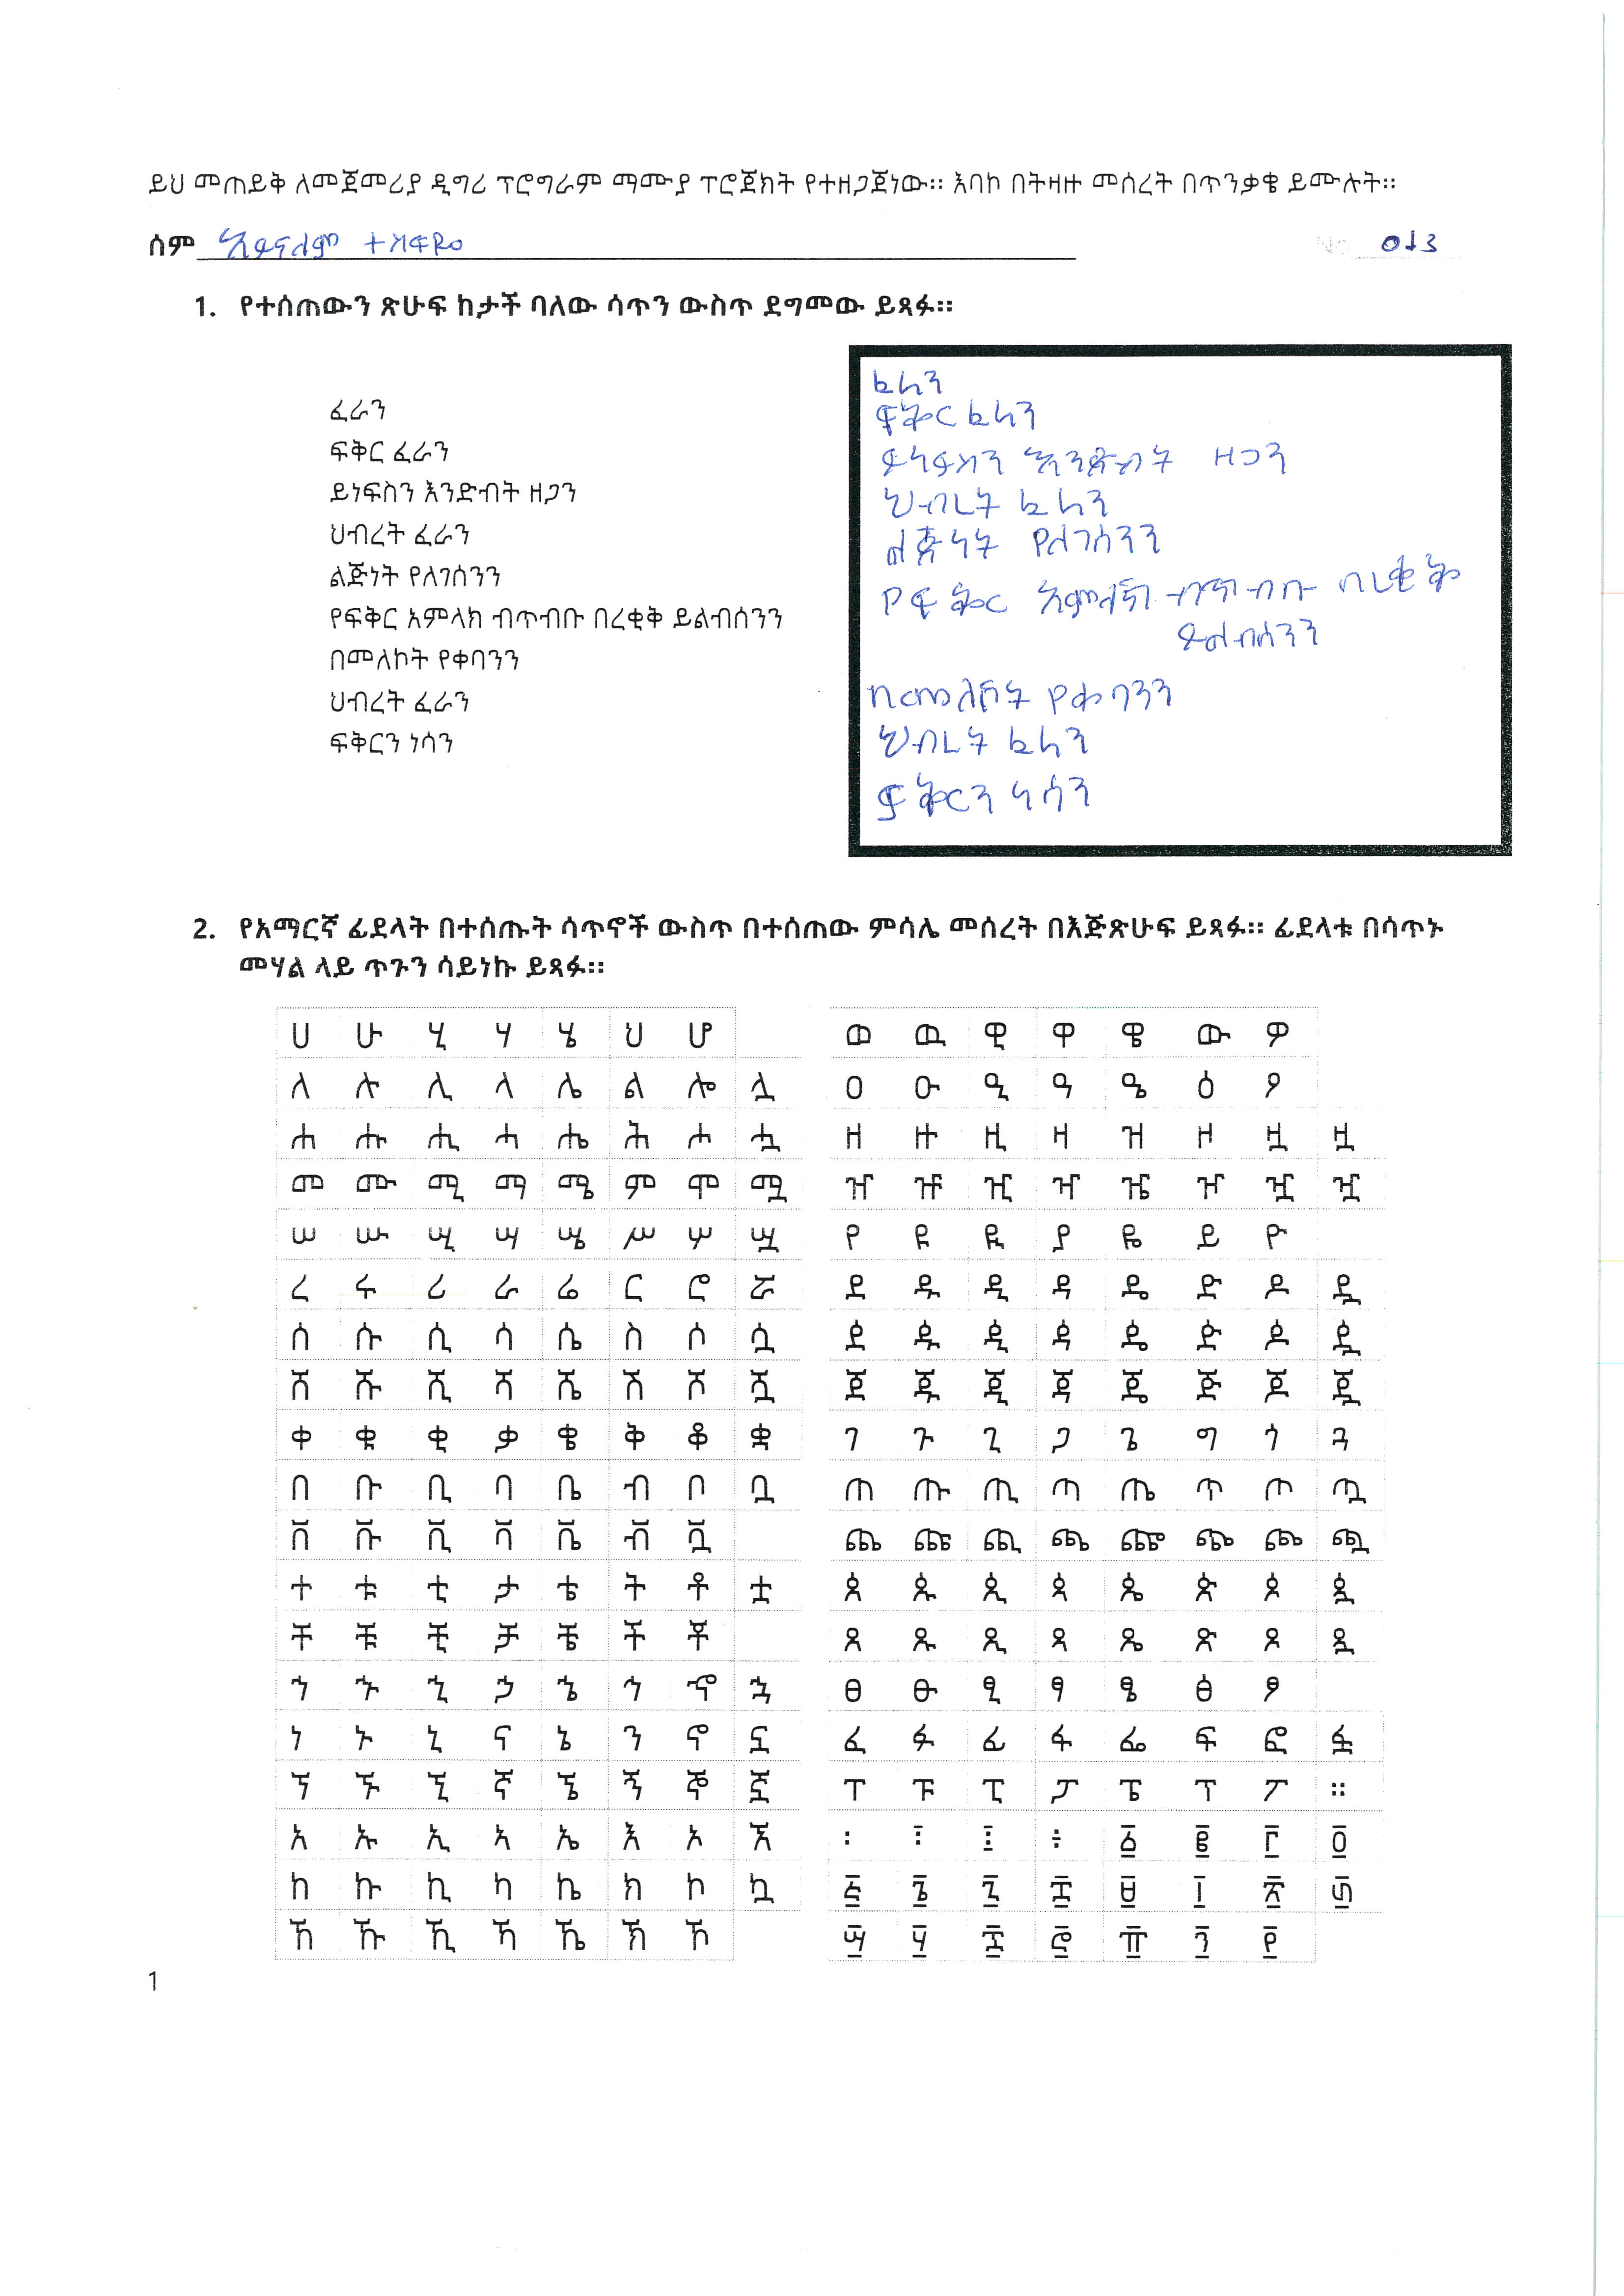 ይህ መጠይቅ ለመጀመሪያ ዲግሪ ፕሮግራም ማሙያ ፕሮጀክት የተዘጋጀነው። እባኮ በትዛዙ መሰረት በጥንቃቄ ይሙሉት።
ሰም ዓይናለም ተስፋዬ 013
1. የተሰጠውን ጽሁፍ ከታች ባለው ሳጥን ውስጥ ደግመው ይጻፉ።
ፈራን
ፍቅር ፈራን
ይነፍስን እንድብት ዘጋን
ህብረት ፈራን
ልጅነት የለገሰንን
የፍቅር አምላክ ብጥብቡ በረቂቅ ይልብሰንን
በመለኮት የቀባንን
ህብረት ፈራን
ፍቅርን ነሳን
ፈራን
ፍቅር ፈራን
ይነፍስን እንድብት ዘጋን
ህብረት ፈራን
ልጅነት የለገሰንን
የፍቅር አምላክ ብጥብቡ በረቂቅ
ይልብሰንን
በመለኮት የቀባንን
ህብረት ፈራን
ፍቅርን ነሳን
2. የአማርኛ ፊደላት በተሰጡት ሳጥኖች ውስጥ በተሰጠው ምሳሌ መሰረት በእጅጽሁፍ ይጻፉ። ፊደላቱ በሳጥኑ
መሃል ላይ ጥጉን ሳይነኩ ይጻፉ።
ሀ ሁ ሂ ሃ ሄ ህ ሆ
ለ ሉ ሊ ላ ሌ ል ሎ ሏ
ሐ ሑ ሒ ሓ ሔ ሕ ሖ ሗ
መ ሙ ሚ ማ ሜ ም ሞ ሟ
ሠ ሡ ሢ ሣ ሤ ሥ ሦ ሧ
ረ ሩ ሪ ራ ሬ ር ሮ ሯ
ሰ ሱ ሲ ሳ ሴ ስ ሶ ሷ
ሸ ሹ ሺ ሻ ሼ ሽ ሾ ሿ
ቀ ቁ ቂ ቃ ቄ ቅ ቆ ቋ
በ ቡ ቢ ባ ቤ ብ ቦ ቧ
ቨ ቩ ቪ ቫ ቬ ቭ ቯ
ተ ቱ ቲ ታ ቴ ት ቶ ቷ
ቸ ቹ ቺ ቻ ቼ ች ቾ
ኀ ኁ ኂ ኃ ኄ ኅ ኆ ኋ
ነ ኑ ኒ ና ኔ ን ኖ ኗ
ኘ ኙ ኚ ኛ ኜ ኝ ኞ ኟ
አ ኡ ኢ ኣ ኤ እ ኦ ኧ
ከ ኩ ኪ ካ ኬ ክ ኮ ኳ
ኸ ኹ ኺ ኻ ኼ ኽ ኾ
ወ ዉ ዊ ዋ ዌ ው ዎ
ዐ ዑ ዒ ዓ ዔ ዕ ዖ
ዘ ዙ ዚ ዛ ዝ ዞ ዟ ዟ
ዠ ዡ ዢ ዣ ዤ ዦ ዧ ዧ
የ ዩ ዪ ያ ዬ ይ ዮ
ደ ዱ ዲ ዳ ዴ ድ ዶ ዷ
ዸ ዹ ዺ ዻ ዼ ዽ ዾ ዿ
ጀ ጁ ጂ ጃ ጄ ጅ ጆ ጇ
ገ ጉ ጊ ጋ ጌ ግ ጎ ጓ
ጠ ጡ ጢ ጣ ጤ ጥ ጦ ጧ
ጨ ጩ ጪ ጫ ጬ ጭ ጮ ጯ
ጰ ጱ ጲ ጳ ጴ ጵ ጶ ጷ
ጸ ጹ ጺ ጻ ጼ ጽ ጾ ጿ
ፀ ፁ ፂ ፃ ፄ ፅ ፆ
ፈ ፉ ፊ ፋ ፌ ፍ ፎ ፏ
ፐ ፑ ፒ ፓ ፔ ፕ ፖ ።
፡ ፣ ፤ ፥ ፩ ፪ ፫ ፬
፭ ፮ ፯ ፰ ፱ ፲ ፳ ፴
፵ ፶ ፷ ፸ ፹ ፺ ፻
1